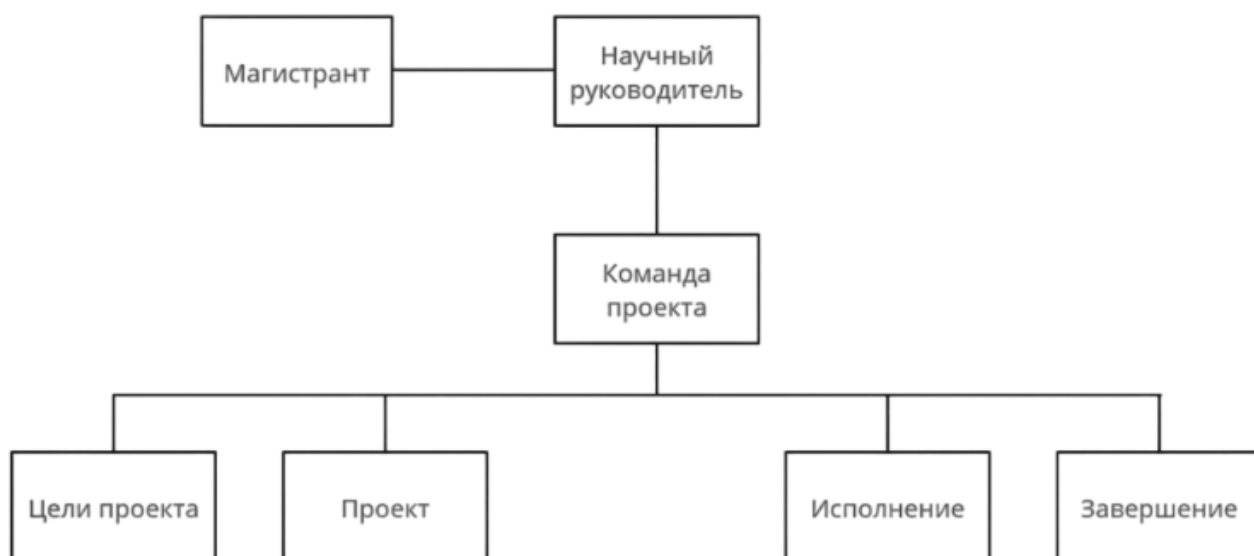 Магистрант
Научный
руководитель
Команда
проекта
Цели проекта
Проект
Исполнение
Завершение